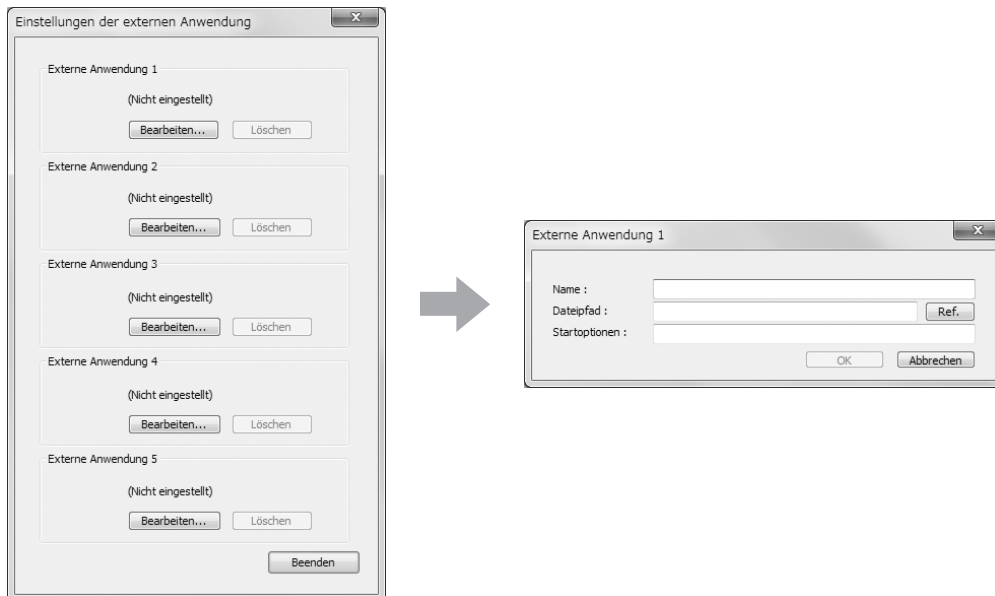 Einstellungen der externen Anwendung
Externe Anwendung 1
(Nicht eingestellt)
Bearbeiten... Löschen
Externe Anwendung 2
(Nicht eingestellt)
Bearbeiten... Löschen
Externe Anwendung 3
(Nicht eingestellt)
Bearbeiten... Löschen
Externe Anwendung 4
(Nicht eingestellt)
Bearbeiten... Löschen
Externe Anwendung 5
(Nicht eingestellt)
Bearbeiten... Löschen
Beenden
Externe Anwendung 1
Name :
Dateipfad :
Ref.
Startoptionen :
OK Abbrechen